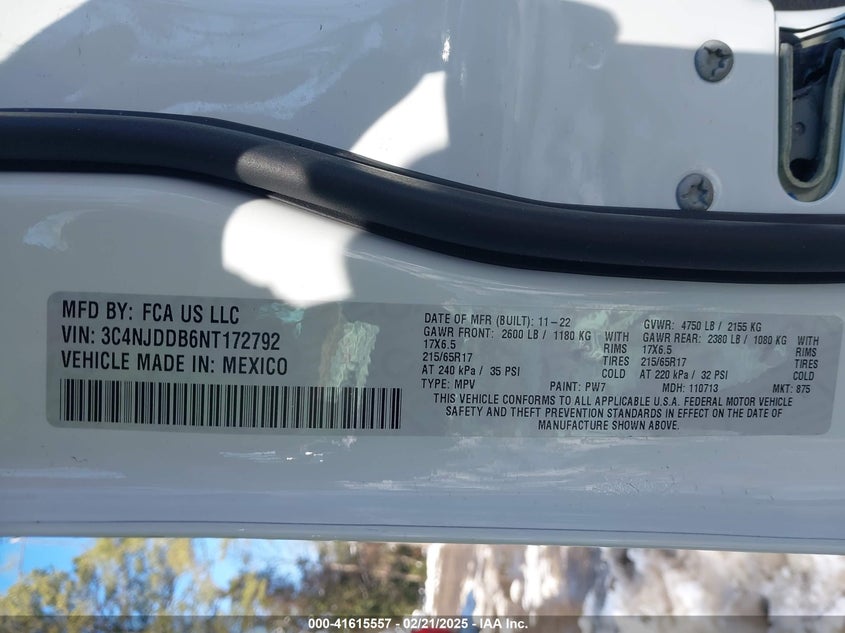 MFD BY: FCA US LLC
VIN: 3C4NJDDB6NT172792
VEHICLE MADE IN: MEXICO
DATE OF MFR (BUILT): 11-22
GAWR FRONT: 2600 LB / 1180 KG WITH
17X6.5 RIMS
215/65R17 TIRES
AT 240 kPa / 35 PSI COLD
TYPE: MPV PAINT: PW7
GVWR: 4750 LB / 2155 KG
GAWR REAR: 2380 LB / 1080 KG WITH
17X6.5 RIMS
215/65R17 TIRES
AT 220 kPa / 32 PSI COLD
MDH: 110713 MKT: 875
THIS VEHICLE CONFORMS TO ALL APPLICABLE U.S.A. FEDERAL MOTOR VEHICLE
SAFETY AND THEFT PREVENTION STANDARDS IN EFFECT ON THE DATE OF
MANUFACTURE SHOWN ABOVE.
000-41615557 - 02/21/2025 - IAA Inc.